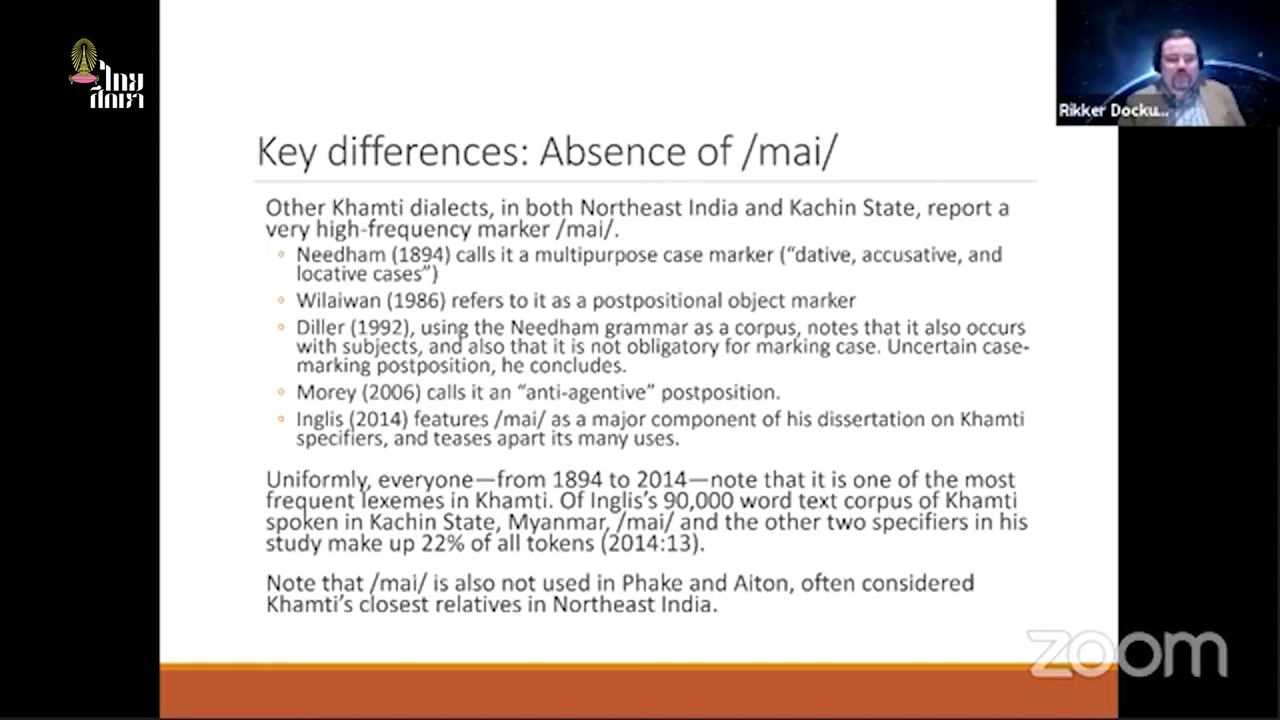 ไทย
ศึกษา
Rikker Docku...
Key differences: Absence of /mai/
Other Khamti dialects, in both Northeast India and Kachin State, report a
very high-frequency marker /mai/.
◦ Needham (1894) calls it a multipurpose case marker (“dative, accusative, and
locative cases”)
◦ Wilaiwan (1986) refers to it as a postpositional object marker
◦ Diller (1992), using the Needham grammar as a corpus, notes that it also occurs
with subjects, and also that it is not obligatory for marking case. Uncertain case-
marking postposition, he concludes.
◦ Morey (2006) calls it an “anti-agentive” postposition.
◦ Inglis (2014) features /mai/ as a major component of his dissertation on Khamti
specifiers, and teases apart its many uses.
Uniformly, everyone—from 1894 to 2014—note that it is one of the most
frequent lexemes in Khamti. Of Inglis’s 90,000 word text corpus of Khamti
spoken in Kachin State, Myanmar, /mai/ and the other two specifiers in his
study make up 22% of all tokens (2014:13).
Note that /mai/ is also not used in Phake and Aiton, often considered
Khamti’s closest relatives in Northeast India.
zoom